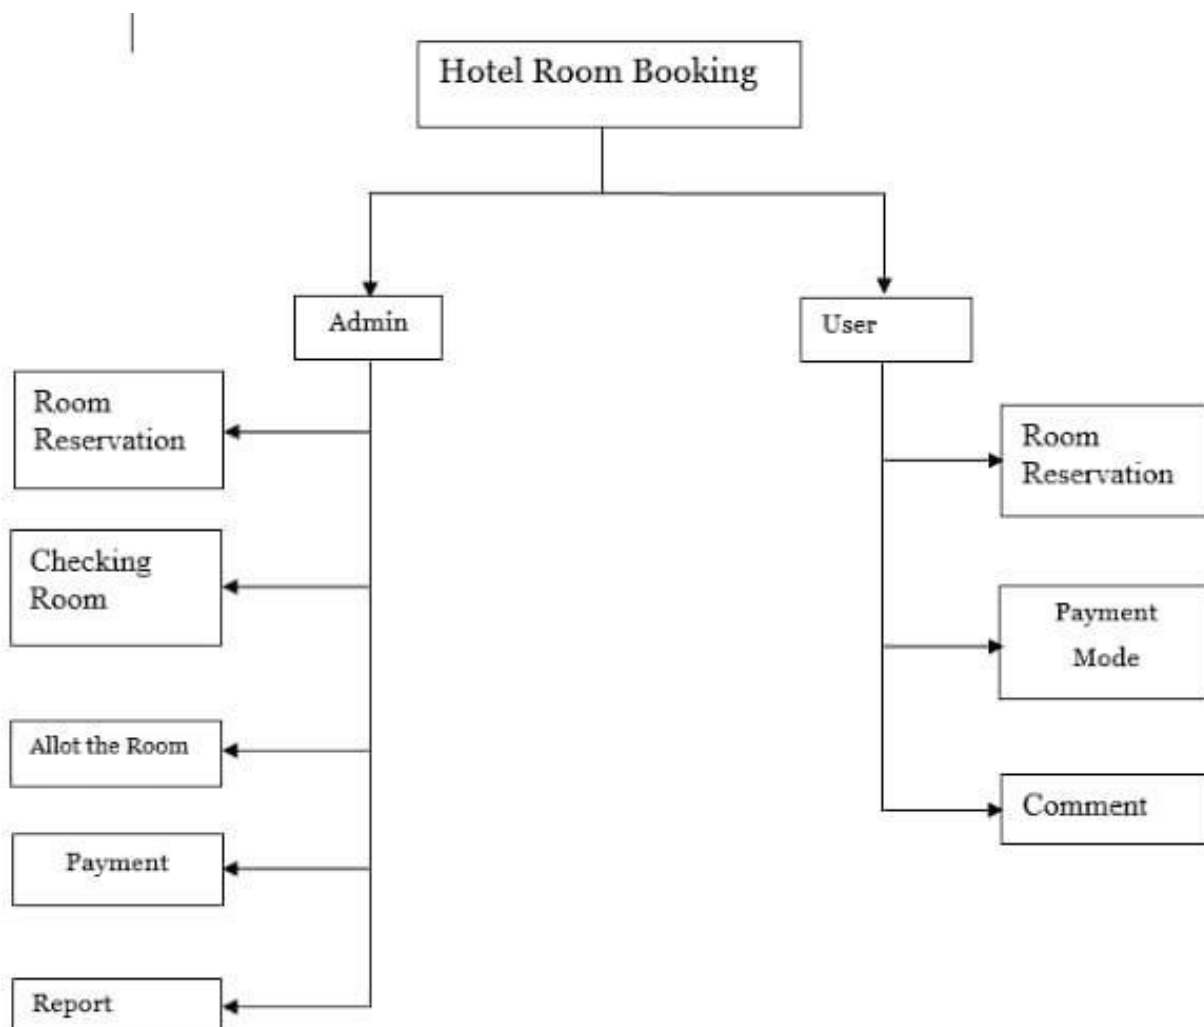 Hotel Room Booking
Admin
User
Room
Reservation
Checking
Room
Allot the Room
Payment
Report
Room
Reservation
Payment
Mode
Comment